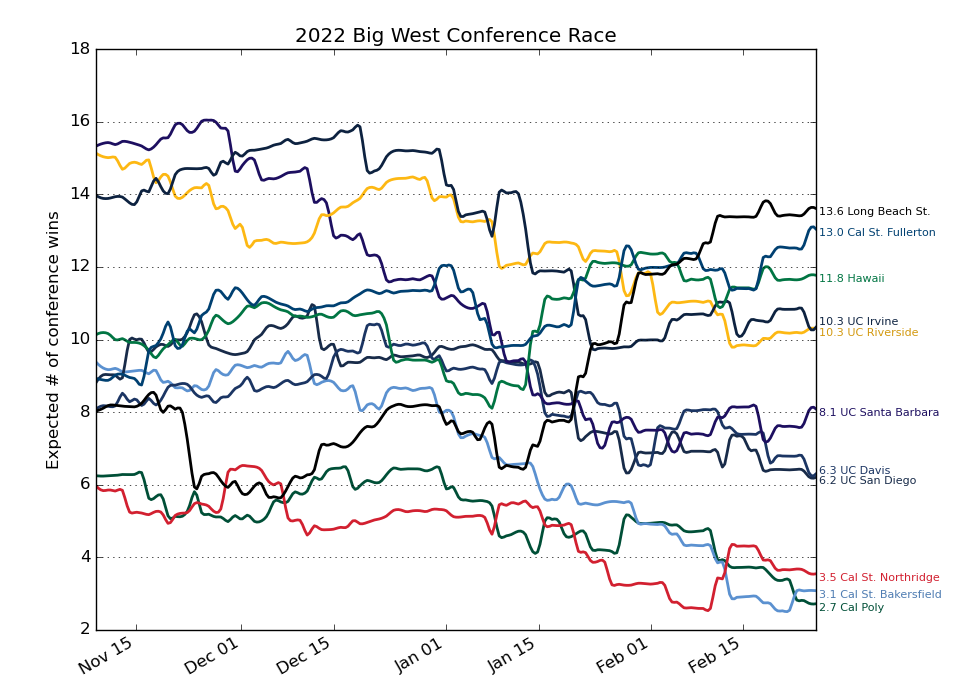 2022 Big West Conference Race
Expected # of conference wins
18
16
14
12
10
8
6
4
2
13.6 Long Beach St.
13.0 Cal St. Fullerton
11.8 Hawaii
10.3 UC Irvine
10.3 UC Riverside
8.1 UC Santa Barbara
6.3 UC Davis
6.2 UC San Diego
3.5 Cal St. Northridge
3.1 Cal St. Bakersfield
2.7 Cal Poly
Nov 15
Dec 01
Dec 15
Jan 01
Jan 15
Feb 01
Feb 15